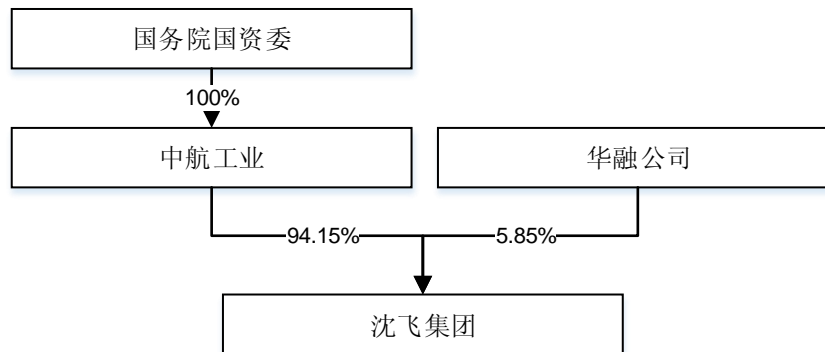 国务院国资委
100%
中航工业
华融公司
94.15%
5.85%
沈飞集团